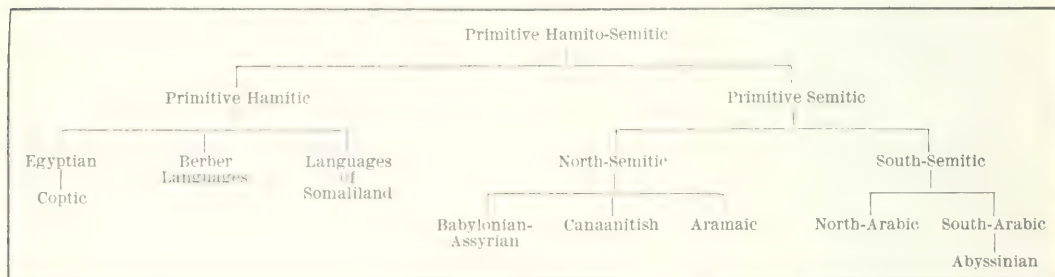 Primitive Hamito-Semitic
Primitive Hamitic Primitive Semitic
Egyptian Berber Languages North-Semitic South-Semitic
Languages of
Coptic Somaliland
Babylonian- Canaanitish Aramaic North-Arabic South-Arabic
Assyrian
Abyssinian